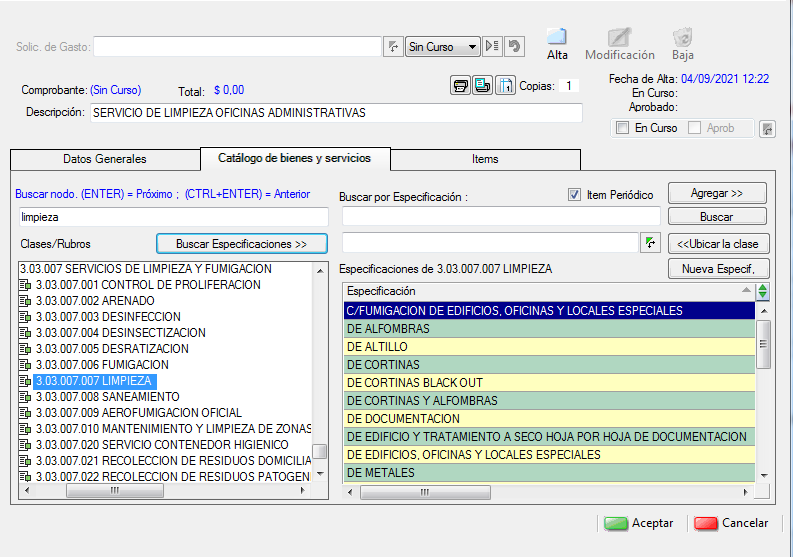 Solic. de Gasto:
Sin Curso
Alta
Modificación
Baja
Comprobante: (Sin Curso)
Total: $ 0,00
Copias: 1
Fecha de Alta: 04/09/2021 12:22
En Curso:
Aprobado:
Descripción: SERVICIO DE LIMPIEZA OFICINAS ADMINISTRATIVAS
En Curso
Aprob
Datos Generales
Catálogo de bienes y servicios
Items
Buscar nodo. (ENTER) = Próximo ; (CTRL+ENTER) = Anterior
limpieza
Clases/Rubros
Buscar Especificaciones >>
3.03.007 SERVICIOS DE LIMPIEZA Y FUMIGACION
3.03.007.001 CONTROL DE PROLIFERACION
3.03.007.002 ARENADO
3.03.007.003 DESINFECCION
3.03.007.004 DESINSECTIZACION
3.03.007.005 DESRATIZACION
3.03.007.006 FUMIGACION
3.03.007.007 LIMPIEZA
3.03.007.008 SANEAMIENTO
3.03.007.009 AEROFUMIGACION OFICIAL
3.03.007.010 MANTENIMIENTO Y LIMPIEZA DE ZONAS
3.03.007.020 SERVICIO CONTENEDOR HIGIENICO
3.03.007.021 RECOLECCION DE RESIDUOS DOMICILIA
3.03.007.022 RECOLECCION DE RESIDUOS PATOGEN
Buscar por Especificación :
Item Periódico
Agregar >>
Buscar
<<Ubicar la clase
Nueva Especif.
Especificaciones de 3.03.007.007 LIMPIEZA
Especificación
C/FUMIGACION DE EDIFICIOS, OFICINAS Y LOCALES ESPECIALES
DE ALFOMBRAS
DE ALTILLO
DE CORTINAS
DE CORTINAS BLACK OUT
DE CORTINAS Y ALFOMBRAS
DE DOCUMENTACION
DE EDIFICIO Y TRATAMIENTO A SECO HOJA POR HOJA DE DOCUMENTACION
DE EDIFICIOS, OFICINAS Y LOCALES ESPECIALES
DE METALES
Aceptar
Cancelar